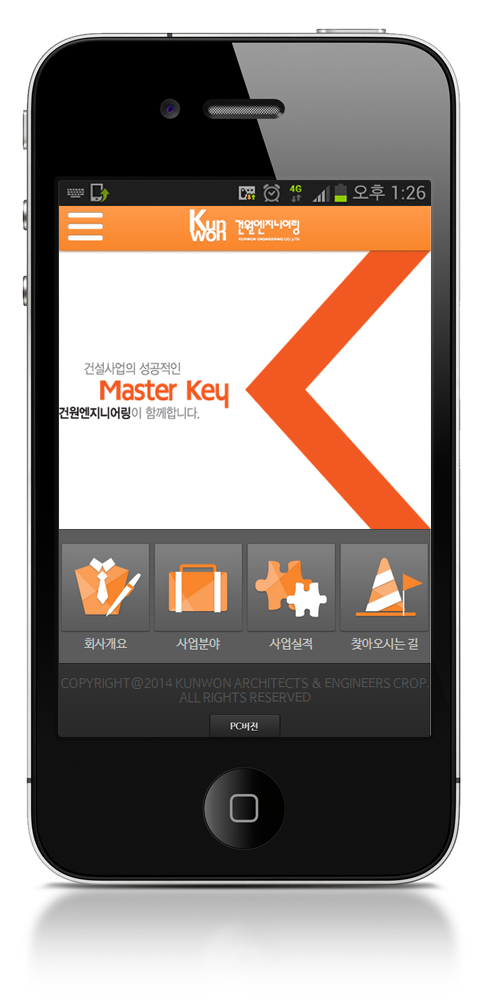 4G 오후 1:26
Kun
won 건원엔지니어링
KUNWON ENGINEERING CO.,LTD.
건설사업의 성공적인
Master Key
건원엔지니어링이 함께합니다.
회사개요 사업분야 사업실적 찾아오시는 길
COPYRIGHT@2014 KUNWON ARCHITECTS & ENGINEERS CROP.
ALL RIGHTS RESERVED
PC버전